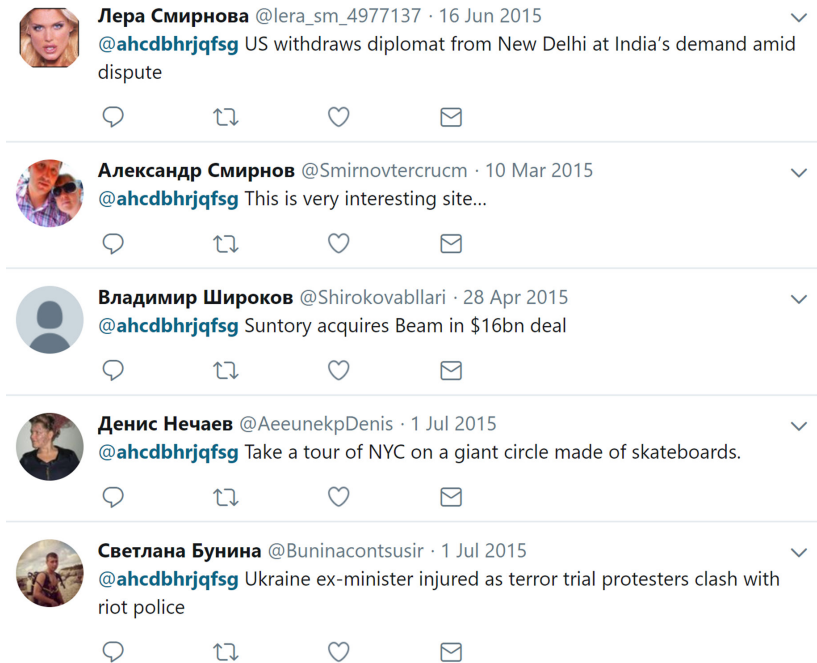 Лера Смирнова @lera_sm_4977137 · 16 Jun 2015
@ahcdbhrjqfsg US withdraws diplomat from New Delhi at India’s demand amid
dispute
Александр Смирнов @Smirnovtercrucm · 10 Mar 2015
@ahcdbhrjqfsg This is very interesting site...
Владимир Широков @Shirokovabllari · 28 Apr 2015
@ahcdbhrjqfsg Suntory acquires Beam in $16bn deal
Денис Нечаев @AeeunekpDenis · 1 Jul 2015
@ahcdbhrjqfsg Take a tour of NYC on a giant circle made of skateboards.
Светлана Бунина @Buninacontsusir · 1 Jul 2015
@ahcdbhrjqfsg Ukraine ex-minister injured as terror trial protesters clash with
riot police